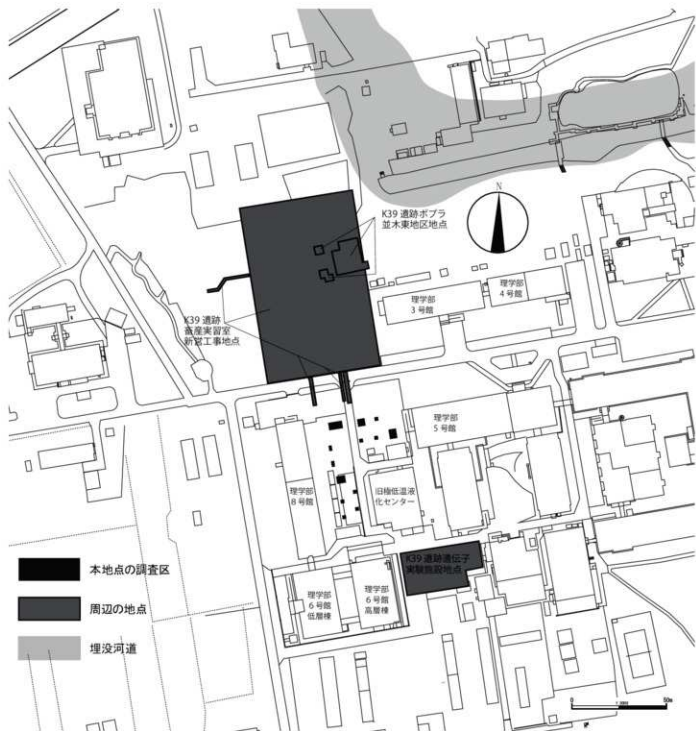 N
K39 遺跡ポプラ
並木東地区地点
理学部
4 号館
理学部
3 号館
K39 遺跡
畜産実習室
新営工事地点
理学部
5 号館
理学部
8 号館
旧極低温液
化センター
K39 遺跡遺伝子
実験施設地点
理学部
6 号館
低層棟
理学部
6 号館
高層棟
本地点の調査区
周辺の地点
埋没河道
0
50m